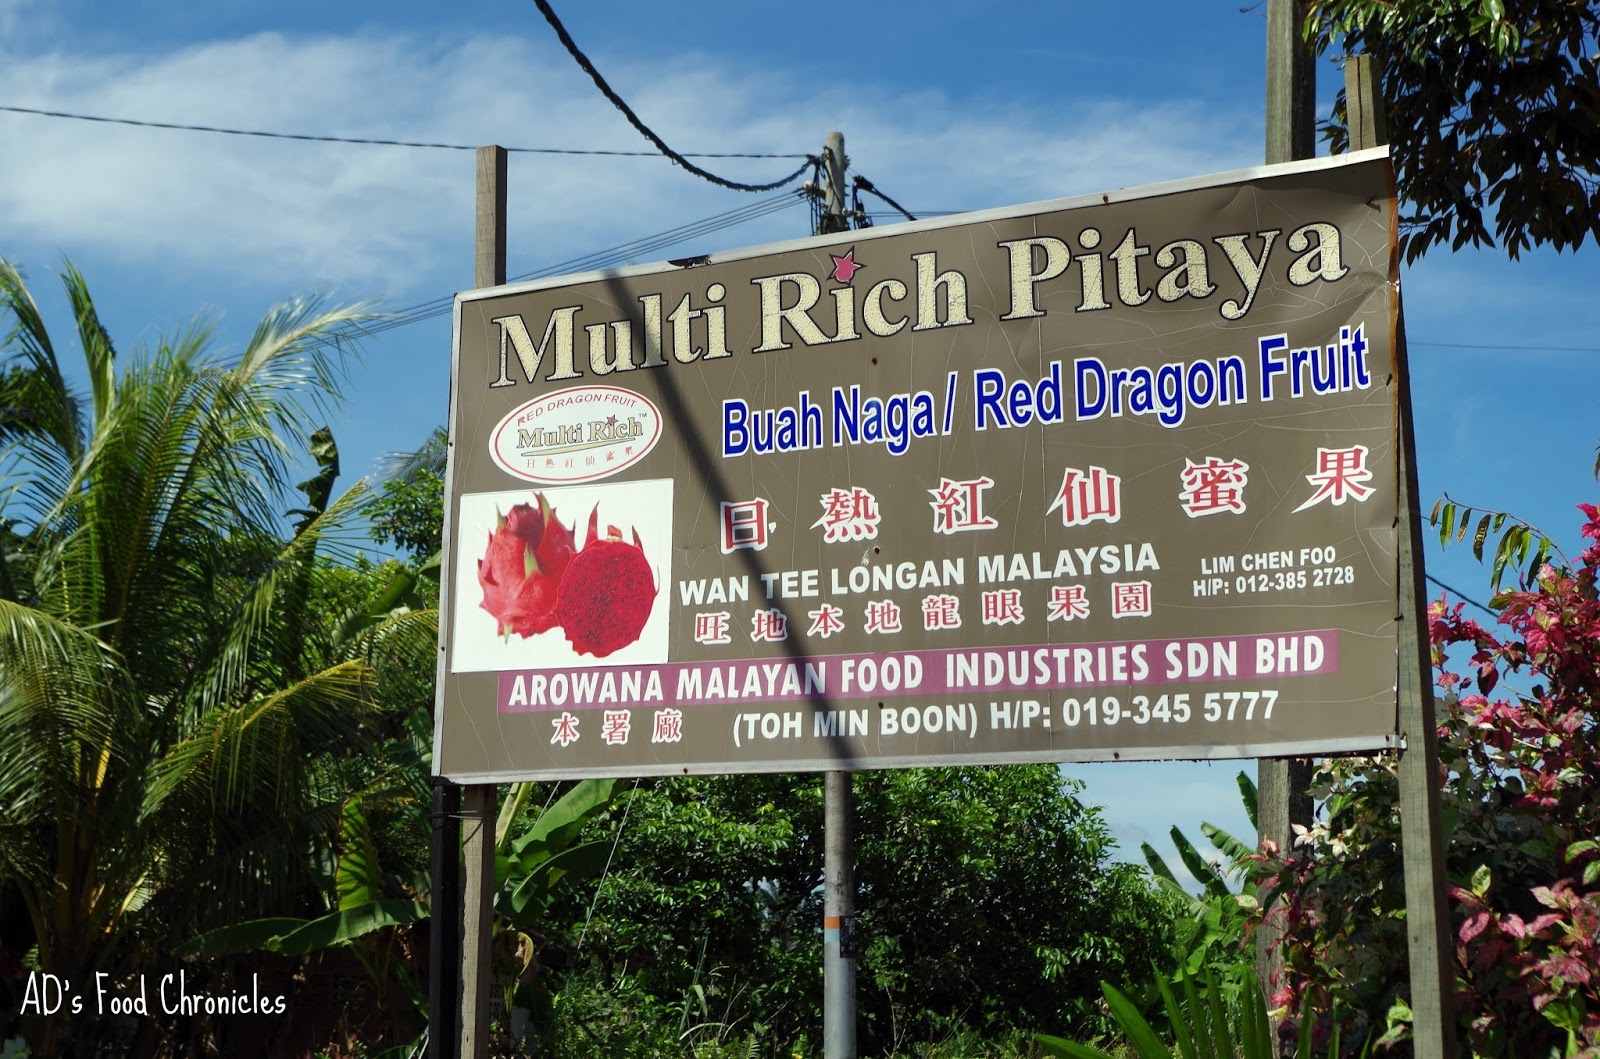 Multi Rich Pitaya
RED DRAGON FRUIT
Multi Rich™
日熱紅仙蜜果
Buah Naga / Red Dragon Fruit
日熱紅仙蜜果
WAN TEE LONGAN MALAYSIA
旺地本地龍眼果園
LIM CHEN FOO
H/P: 012-385 2728
AROWANA MALAYAN FOOD INDUSTRIES SDN BHD
本署廠 (TOH MIN BOON) H/P: 019-345 5777
AD's Food Chronicles